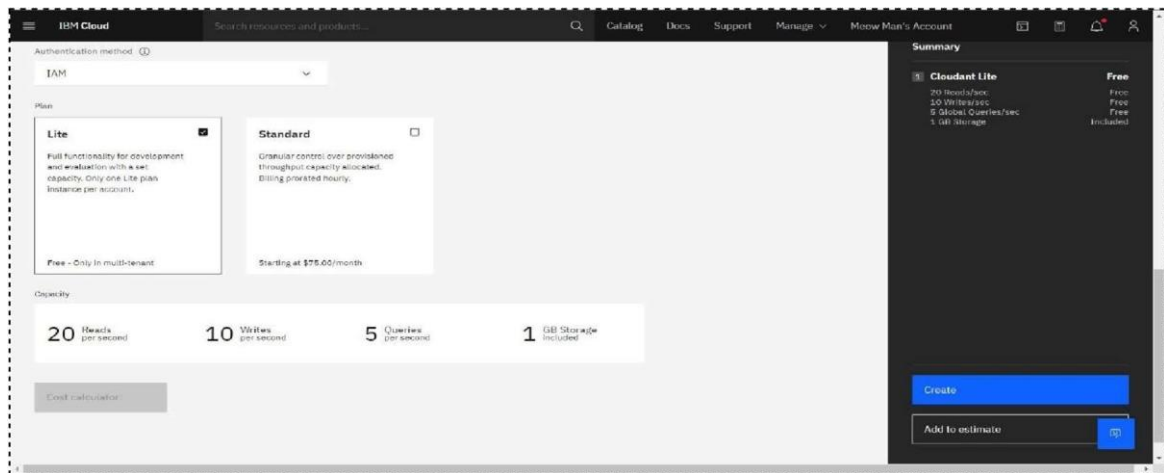 IBM Cloud
Search resources and products...
Catalog
Docs
Support
Manage
Meow Man's Account
Authentication method
IAM
Plan
Lite
Full functionality for development
and evaluation with a set
capacity. Only one Lite plan
instance per account.
Free - Only in multi-tenant
Standard
Granular control over provisioned
throughput capacity allocated.
Billing prorated hourly.
Starting at $75.00/month
Capacity
20 Reads per second
10 Writes per second
5 Queries per second
1 GB Storage Included
Cost calculator
Summary
1 Cloudant Lite Free
20 Reads/sec Free
10 Writes/sec Free
5 Global Queries/sec Free
1 GB Storage Included
Create
Add to estimate